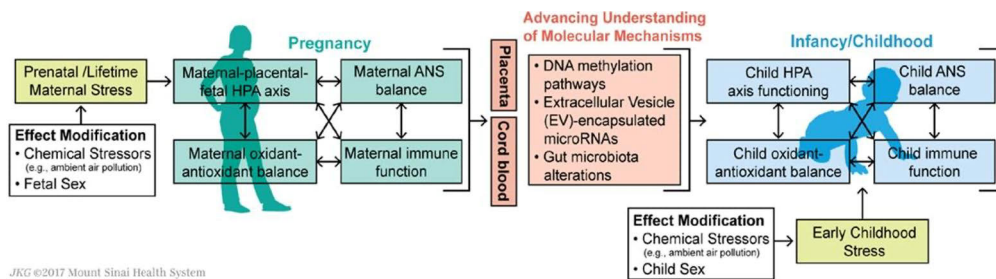 Prenatal /Lifetime
Maternal Stress
Effect Modification
• Chemical Stressors
(e.g., ambient air pollution)
• Fetal Sex
Pregnancy
Maternal-placental-
fetal HPA axis
Maternal ANS
balance
Maternal oxidant-
antioxidant balance
Maternal immune
function
Placenta
Cord blood
Advancing Understanding
of Molecular Mechanisms
• DNA methylation
pathways
• Extracellular Vesicle
(EV)-encapsulated
microRNAs
• Gut microbiota
alterations
Infancy/Childhood
Child HPA
axis functioning
Child ANS
balance
Child oxidant-
antioxidant balance
Child immune
function
Effect Modification
• Chemical Stressors
(e.g., ambient air pollution)
• Child Sex
Early Childhood
Stress
JKG ©2017 Mount Sinai Health System